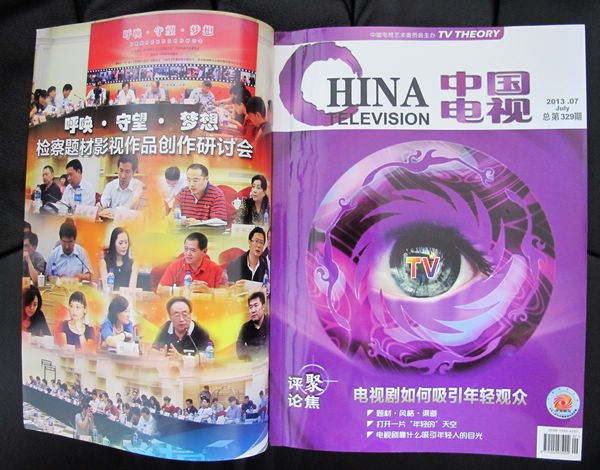 呼唤·守望·梦想
呼唤·守望·梦想
检察题材影视作品创作研讨会
中国电视艺术委员会主办 TV THEORY
CHINA
TELEVISION
中国
电视
2013.07
July
总第329期
TV
评论
聚焦
电视剧如何吸引年轻观众
题材·风格·渠道
打开一片“年轻的”天空
电视剧靠什么吸引年轻人的目光